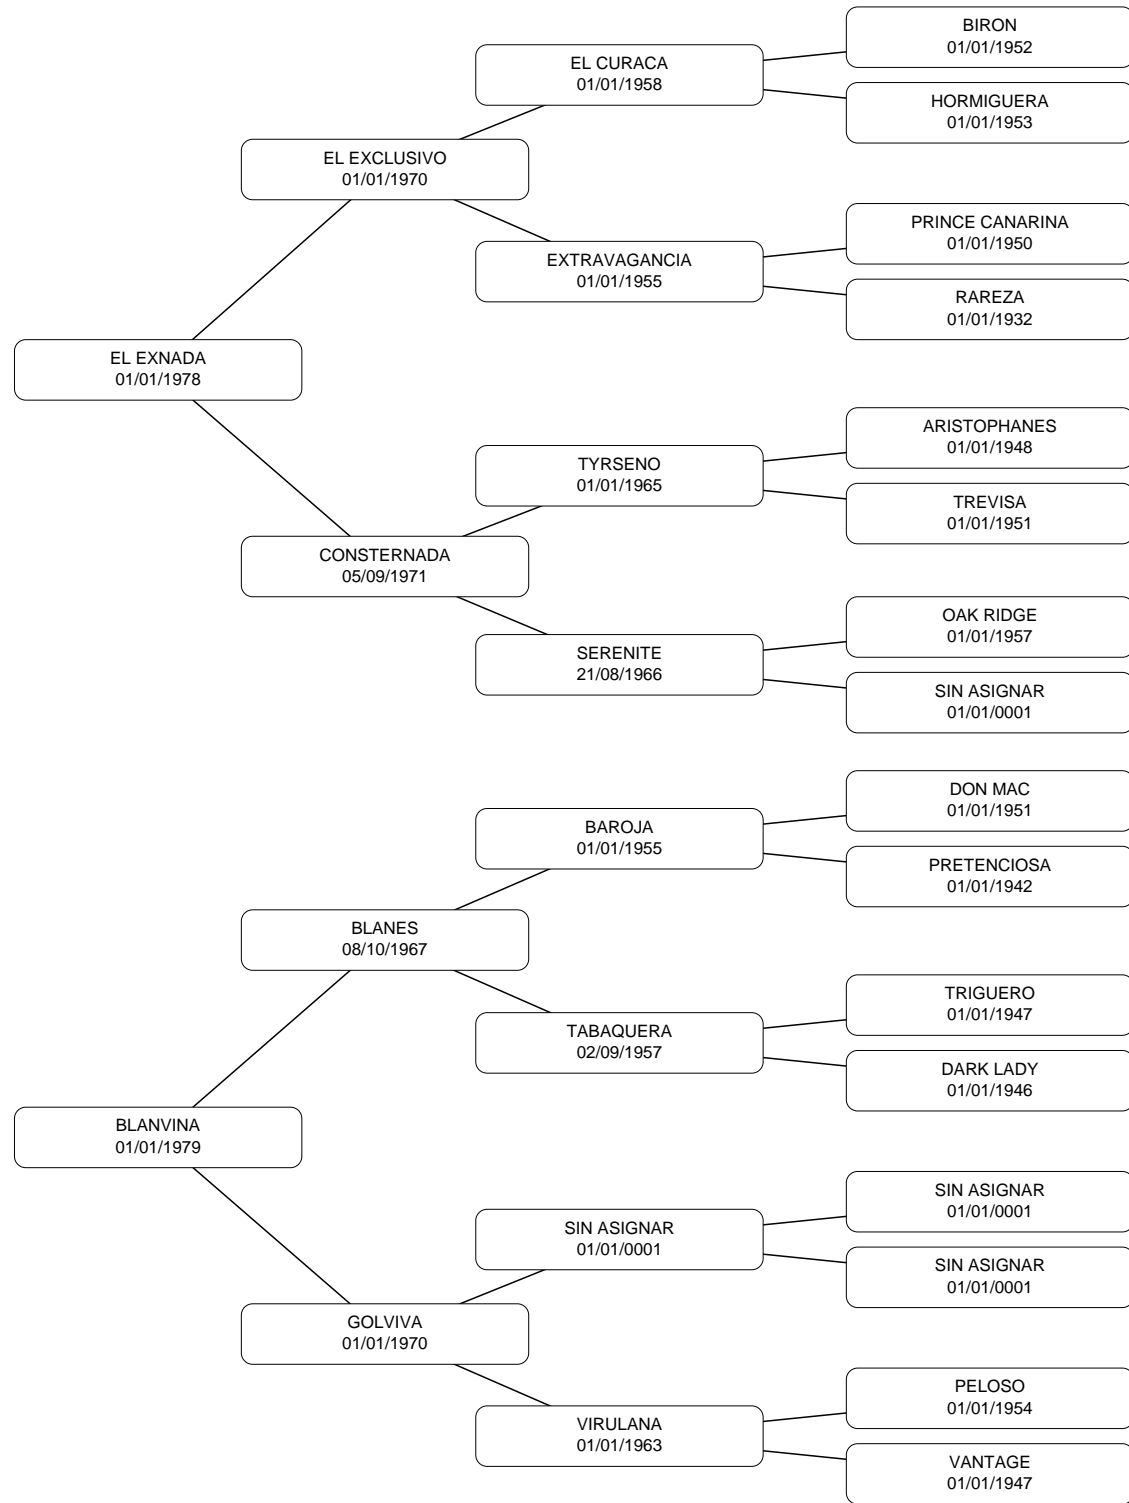 BIRON
01/01/1952
EL CURACA
01/01/1958
HORMIGUERA
01/01/1953
EL EXCLUSIVO
01/01/1970
PRINCE CANARINA
01/01/1950
EXTRAVAGANCIA
01/01/1955
RAREZA
01/01/1932
EL EXNADA
01/01/1978
ARISTOPHANES
01/01/1948
TYRSENO
01/01/1965
TREVISA
01/01/1951
CONSTERNADA
05/09/1971
OAK RIDGE
01/01/1957
SERENITE
21/08/1966
SIN ASIGNAR
01/01/0001
DON MAC
01/01/1951
BAROJA
01/01/1955
PRETENCIOSA
01/01/1942
BLANES
08/10/1967
TRIGUERO
01/01/1947
TABAQUERA
02/09/1957
DARK LADY
01/01/1946
BLANVINA
01/01/1979
SIN ASIGNAR
01/01/0001
SIN ASIGNAR
01/01/0001
SIN ASIGNAR
01/01/0001
GOLVIVA
01/01/1970
PELOSO
01/01/1954
VIRULANA
01/01/1963
VANTAGE
01/01/1947